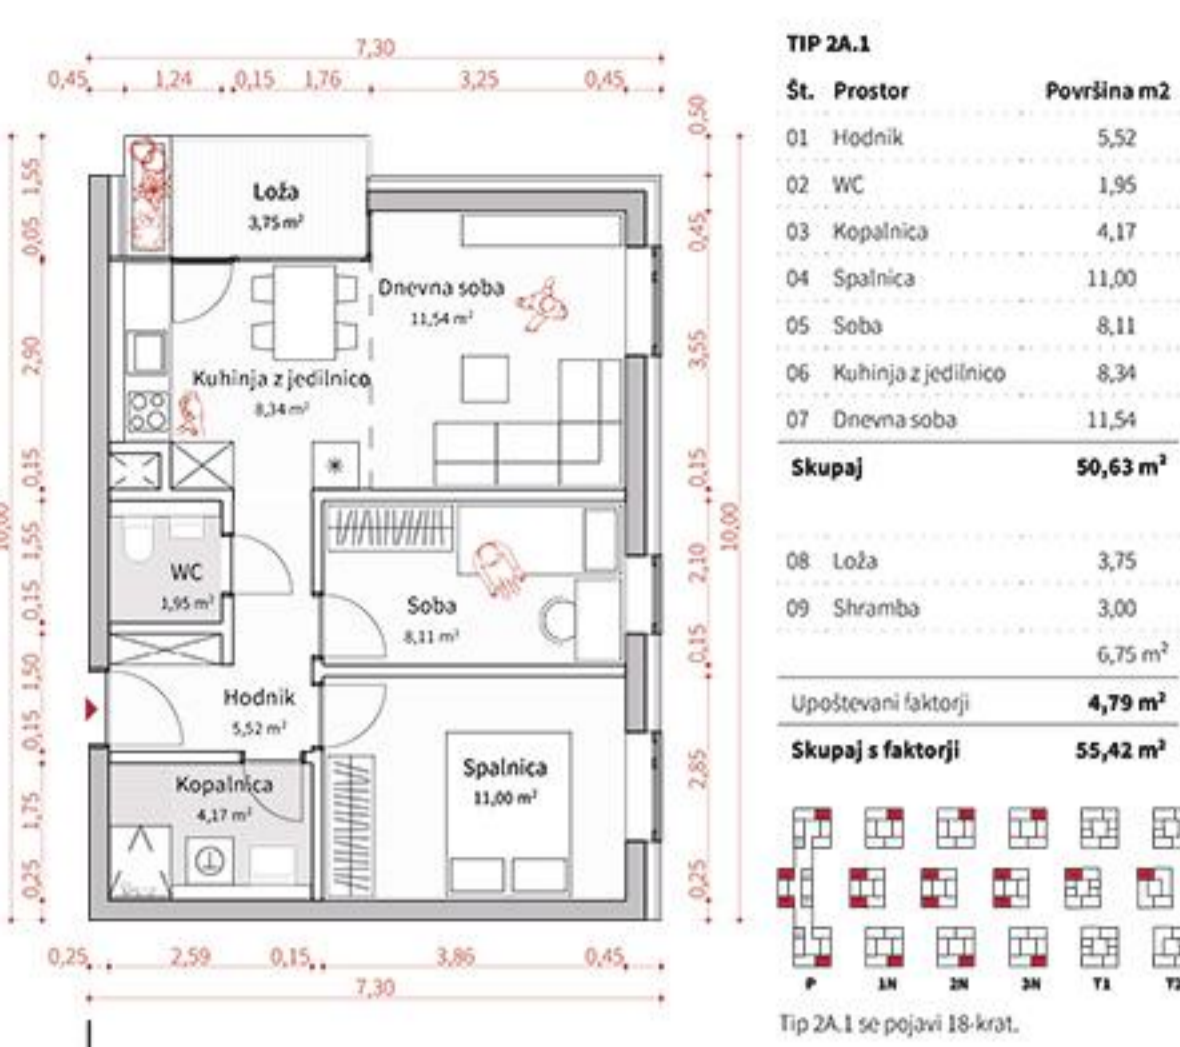 7,30
0,45 1,24 0,15 1,76 3,25 0,45
0,50
1,55
0,05
2,90
0,15
1,55
0,15
1,50
0,15
1,75
0,25
10,00
0,45
3,55
0,15
2,10
0,15
2,85
0,25
10,00
Loža
3,75 m²
Dnevna soba
11,54 m²
Kuhinja z jedilnico
8,34 m²
WC
1,95 m²
Soba
8,11 m²
Hodnik
5,52 m²
Kopalnica
4,17 m²
Spalnica
11,00 m²
0,25 2,59 0,15 3,86 0,45
7,30
TIP 2A.1
Št. Prostor Površina m2
01 Hodnik 5,52
02 WC 1,95
03 Kopalnica 4,17
04 Spalnica 11,00
05 Soba 8,11
06 Kuhinja z jedilnico 8,34
07 Dnevna soba 11,54
Skupaj 50,63 m²
08 Loža 3,75
09 Shramba 3,00
6,75 m²
Upoštevani faktorji 4,79 m²
Skupaj s faktorji 55,42 m²
P 1N 2N 3N T1 T2
Tip 2A.1 se pojavi 18-krat.